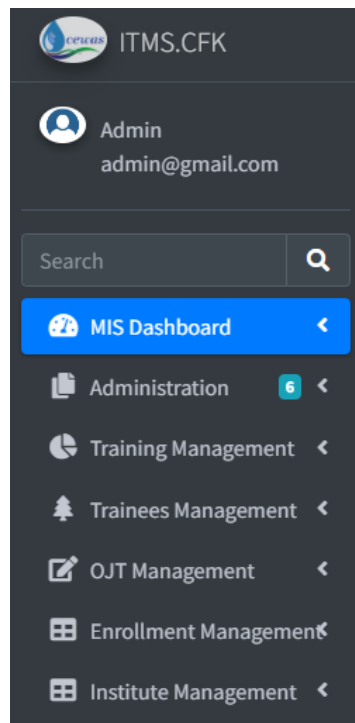 cewas ITMS.CFK
Admin
admin@gmail.com
Search
MIS Dashboard
Administration 6
Training Management
Trainees Management
OJT Management
Enrollment Management
Institute Management